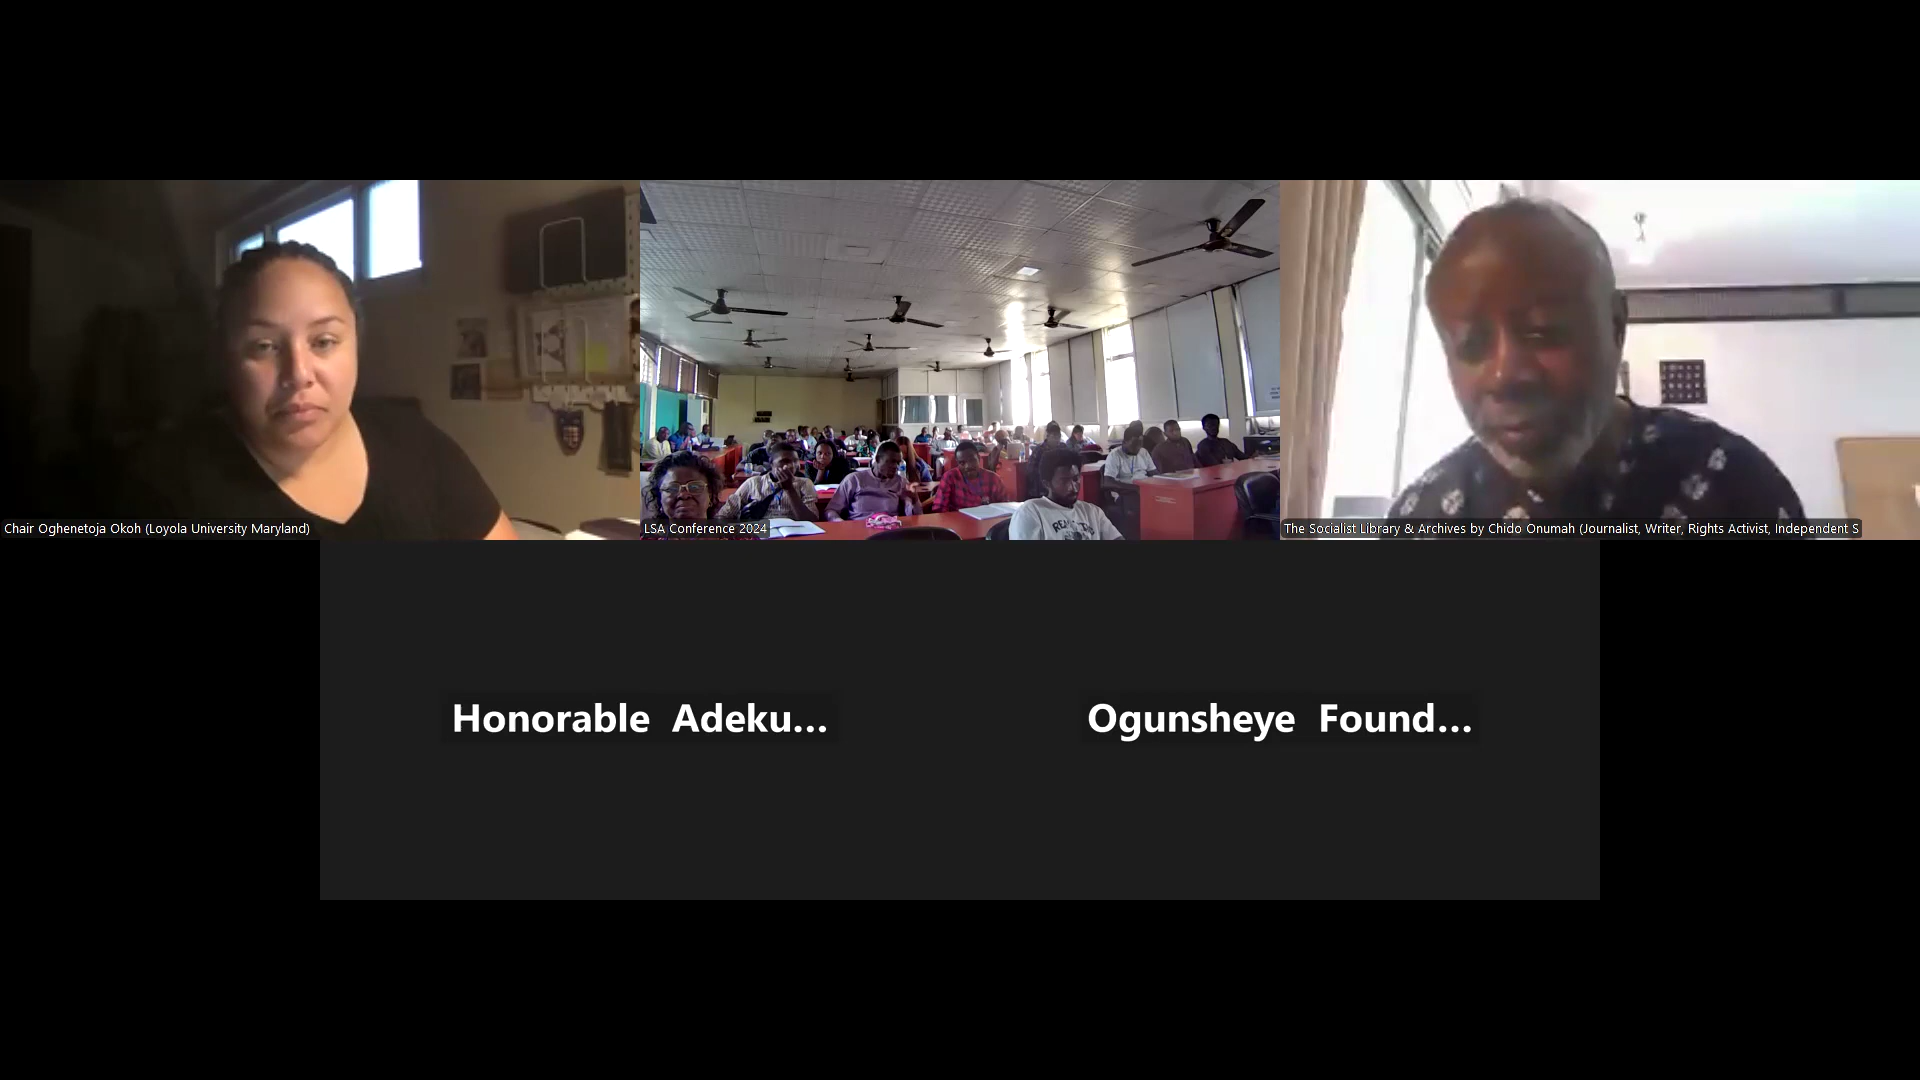 Chair Oghenetoja Okoh (Loyola University Maryland)
LSA Conference 2024
The Socialist Library & Archives by Chido Onumah (Journalist, Writer, Rights Activist, Independent S
Honorable Adeku...
Ogunsheye Found...